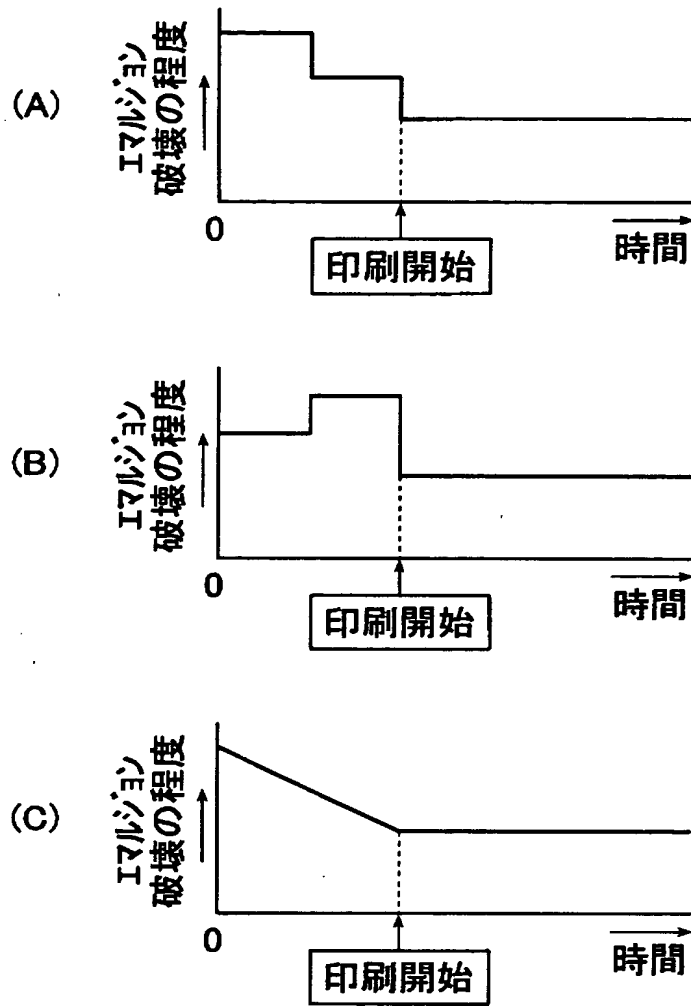 (A)
エマルジョン
破壊の程度
0
時間
印刷開始
(B)
エマルジョン
破壊の程度
0
時間
印刷開始
(C)
エマルジョン
破壊の程度
0
時間
印刷開始